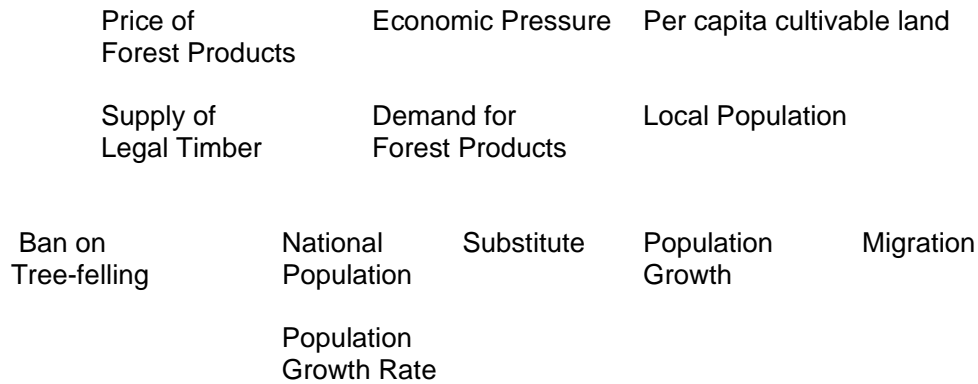 Price of
Forest Products
Economic Pressure
Per capita cultivable land
Supply of
Legal Timber
Demand for
Forest Products
Local Population
Ban on
Tree-felling
National
Population
Substitute
Population
Growth
Migration
Population
Growth Rate